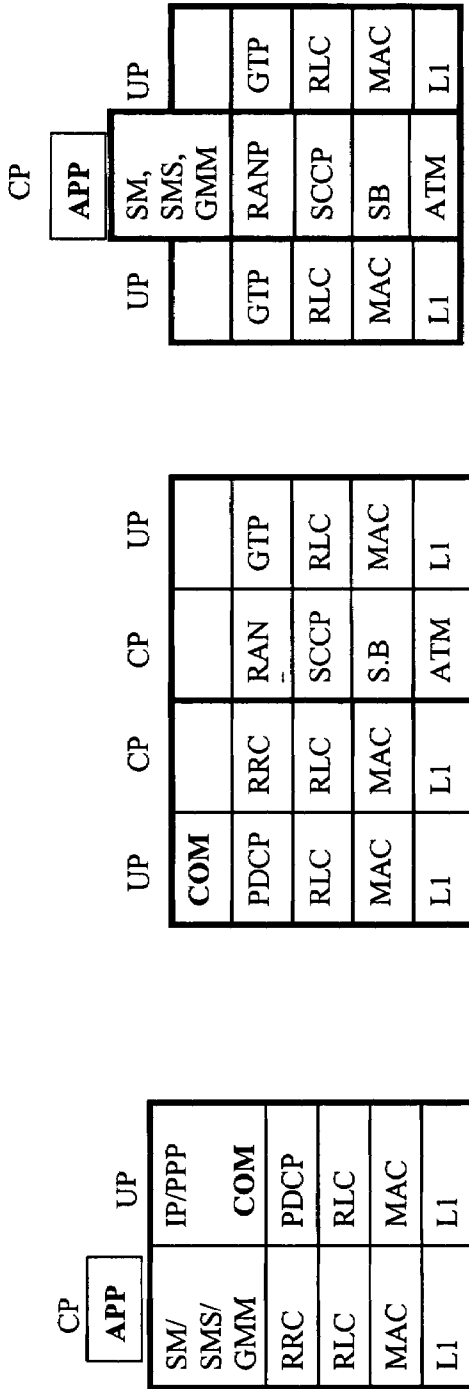 CP
APP UP
SM/ IP/PPP
SMS/
GMM COM
RRC PDCP
RLC RLC
MAC MAC
L1 L1
UP CP CP UP
COM
PDCP RRC RAN GTP
RLC RLC SCCP RLC
MAC MAC S.B MAC
L1 L1 ATM L1
CP
UP APP UP
SM,
SMS,
GMM
GTP RANP GTP
RLC SCCP RLC
MAC SB MAC
L1 ATM L1